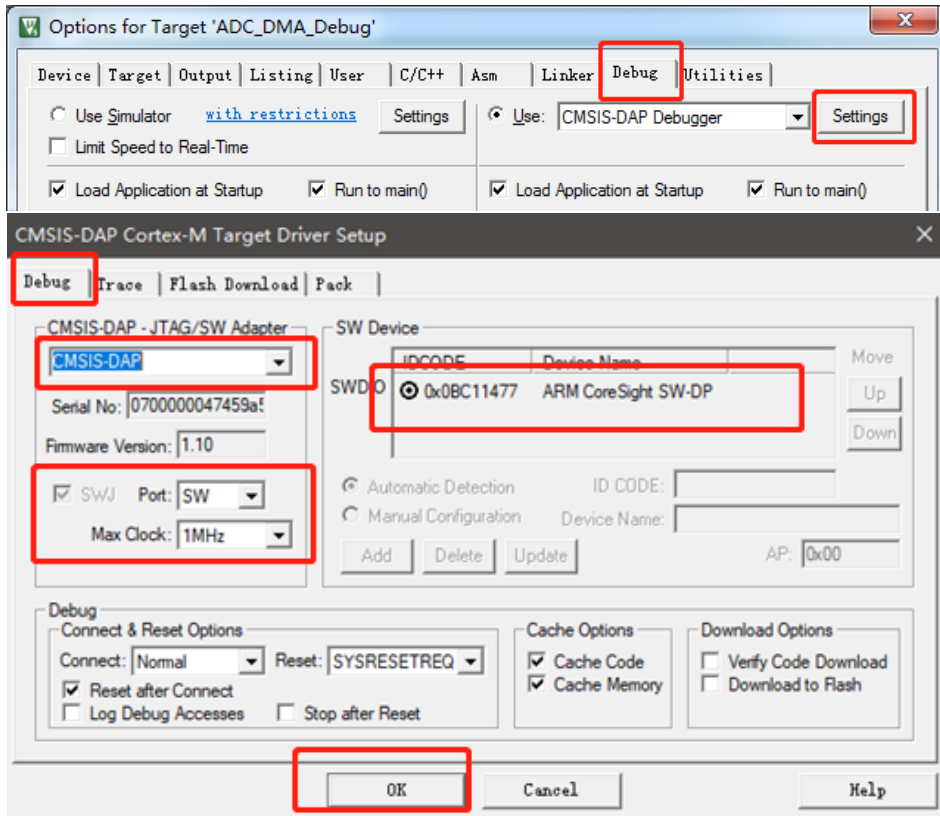 Options for Target 'ADC_DMA_Debug'
Device Target Output Listing User C/C++ Asm Linker Debug Utilities
Use Simulator with restrictions Settings Use: CMSIS-DAP Debugger Settings
Limit Speed to Real-Time
Load Application at Startup Run to main() Load Application at Startup Run to main()
CMSIS-DAP Cortex-M Target Driver Setup
Debug Trace Flash Download Pack
CMSIS-DAP - JTAG/SW Adapter
CMSIS-DAP
Serial No: 0700000047459a5
Firmware Version: 1.10
SWJ Port: SW
Max Clock: 1MHz
SW Device
IDCODE Device Name Move
SWDIO 0x0BC11477 ARM CoreSight SW-DP Up
Down
Automatic Detection ID CODE:
Manual Configuration Device Name:
Add Delete Update AP: 0x00
Debug
Connect & Reset Options
Connect: Normal Reset: SYSRESETREQ
Reset after Connect
Log Debug Accesses Stop after Reset
Cache Options
Cache Code
Cache Memory
Download Options
Verify Code Download
Download to Flash
OK Cancel Help